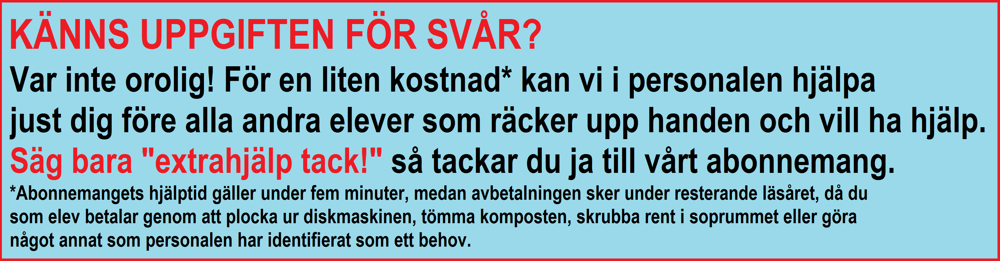 KÄNNS UPPGIFTEN FÖR SVÅR?
Var inte orolig! För en liten kostnad* kan vi i personalen hjälpa
just dig före alla andra elever som räcker upp handen och vill ha hjälp.
Säg bara "extrahjälp tack!" så tackar du ja till vårt abonnemang.
*Abonnemangets hjälptid gäller under fem minuter, medan avbetalningen sker under resterande läsåret, då du
som elev betalar genom att plocka ur diskmaskinen, tömma komposten, skrubba rent i soprummet eller göra
något annat som personalen har identifierat som ett behov.